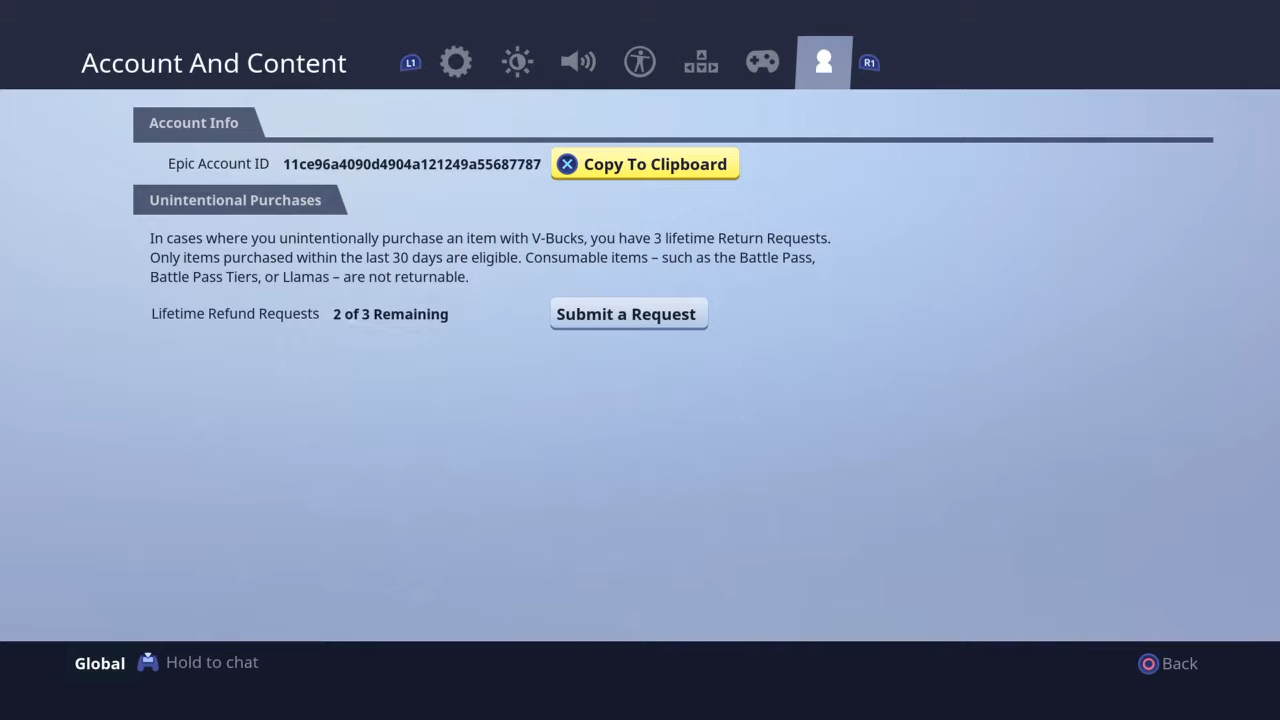 Account And Content
L1
R1
Account Info
Epic Account ID 11ce96a4090d4904a121249a55687787 Copy To Clipboard
Unintentional Purchases
In cases where you unintentionally purchase an item with V-Bucks, you have 3 lifetime Return Requests.
Only items purchased within the last 30 days are eligible. Consumable items – such as the Battle Pass,
Battle Pass Tiers, or Llamas – are not returnable.
Lifetime Refund Requests 2 of 3 Remaining Submit a Request
Global Hold to chat Back